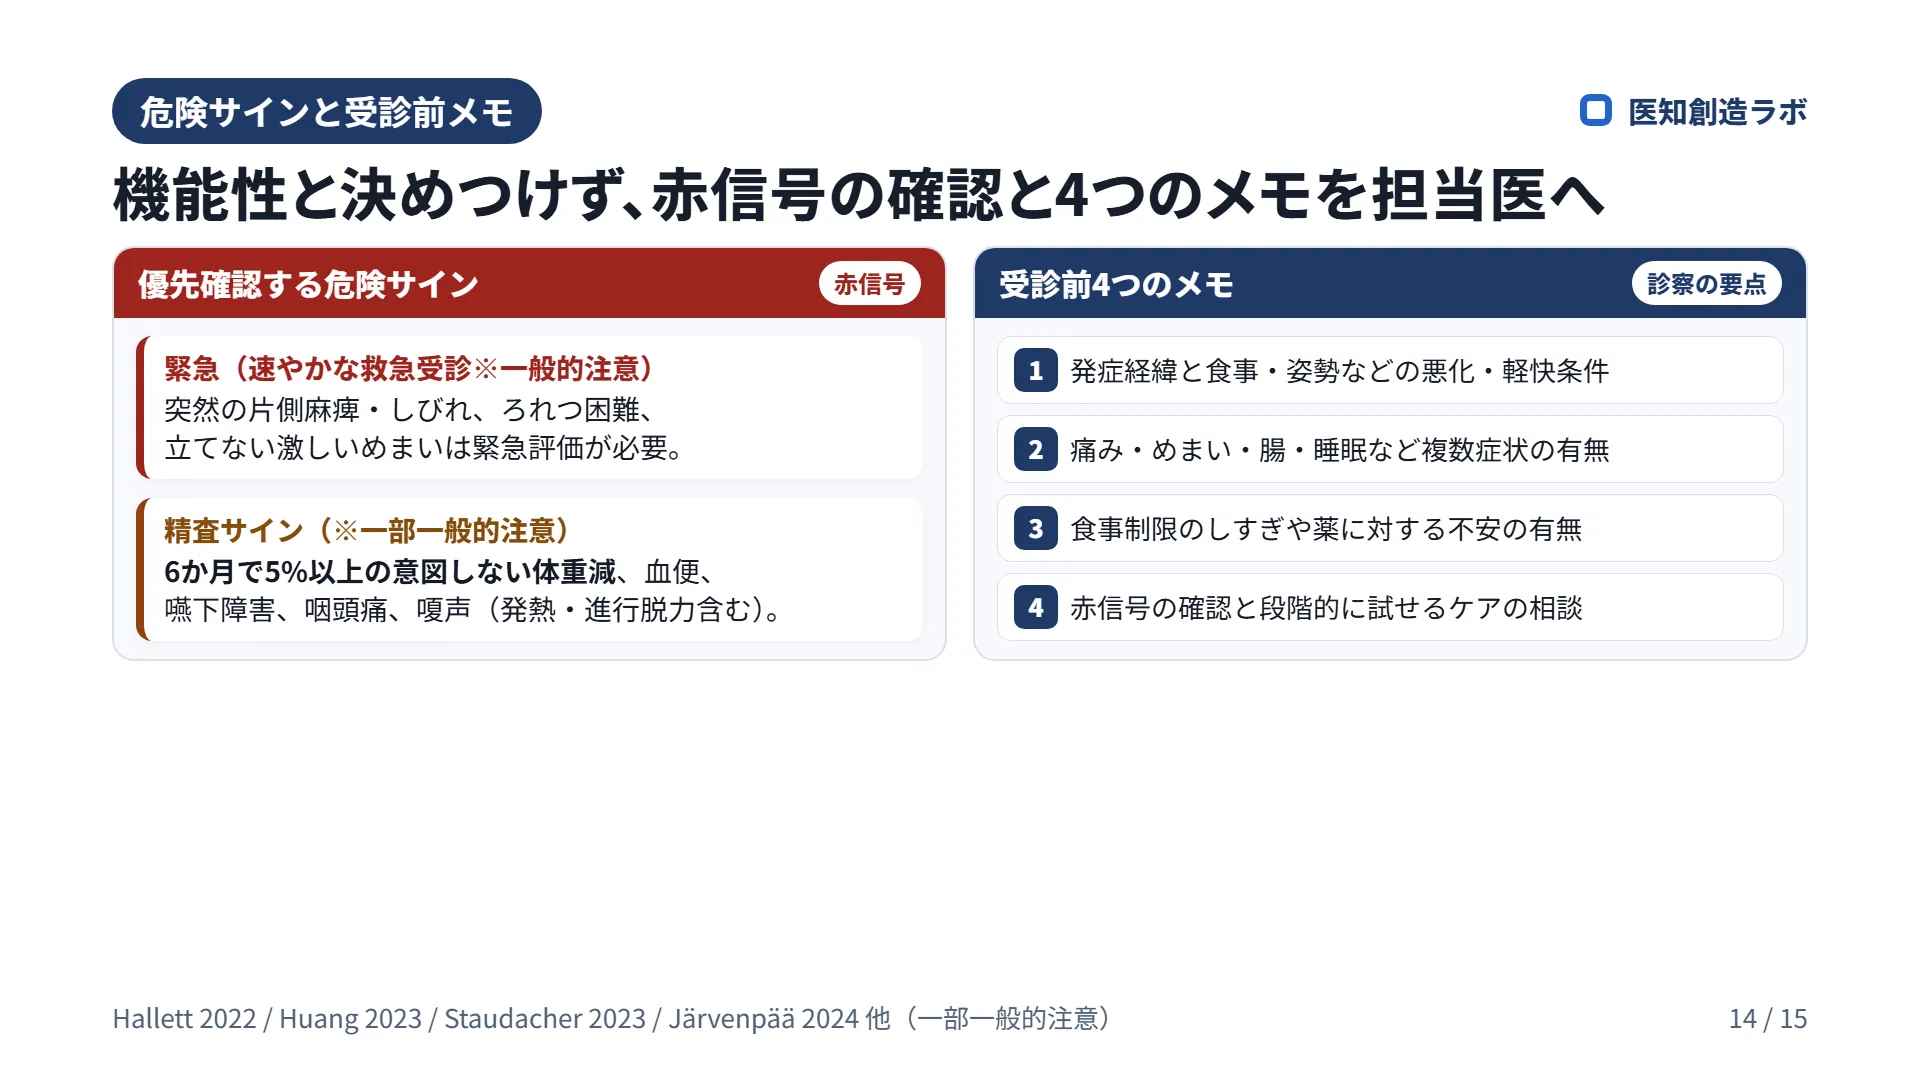 危険サインと受診前メモ
医知創造ラボ
機能性と決めつけず、赤信号の確認と4つのメモを担当医へ
優先確認する危険サイン
赤信号
緊急（速やかな救急受診※一般的注意）
突然の片側麻痺・しびれ、ろれつ困難、
立てない激しいめまいは緊急評価が必要。
精査サイン（※一部一般的注意）
6か月で5%以上の意図しない体重減、血便、
嚥下障害、咽頭痛、嗄声（発熱・進行脱力含む）。
受診前4つのメモ
診察の要点
1 発症経緯と食事・姿勢などの悪化・軽快条件
2 痛み・めまい・腸・睡眠など複数症状の有無
3 食事制限のしすぎや薬に対する不安の有無
4 赤信号の確認と段階的に試せるケアの相談
Hallett 2022 / Huang 2023 / Staudacher 2023 / Järvenpää 2024 他（一部一般的注意）
14 / 15